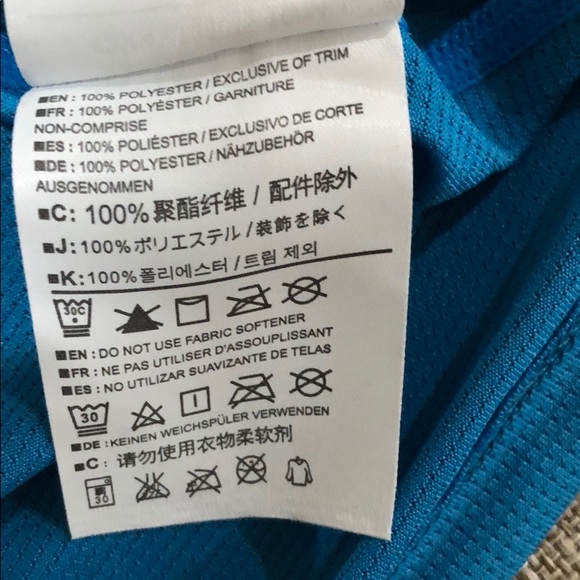 ■EN: 100% POLYESTER / EXCLUSIVE OF TRIM
■FR: 100% POLYÉSTER / GARNITURE
NON-COMPRISE
■ES: 100% POLIÉSTER / EXCLUSIVO DE CORTE
■DE: 100% POLYESTER / NÄHZUBEHÖR
AUSGENOMMEN
■C: 100%聚酯纤维 / 配件除外
■J: 100%ポリエステル / 装飾を除く
■K: 100%폴리에스터 / 트림 제외
30C
■EN : DO NOT USE FABRIC SOFTENER
■FR : NE PAS UTILISER D'ASSOUPLISSANT
■ES : NO UTILIZAR SUAVIZANTE DE TELAS
30
■DE : KEINEN WEICHSPÜLER VERWENDEN
■C : 请勿使用衣物柔软剂
30